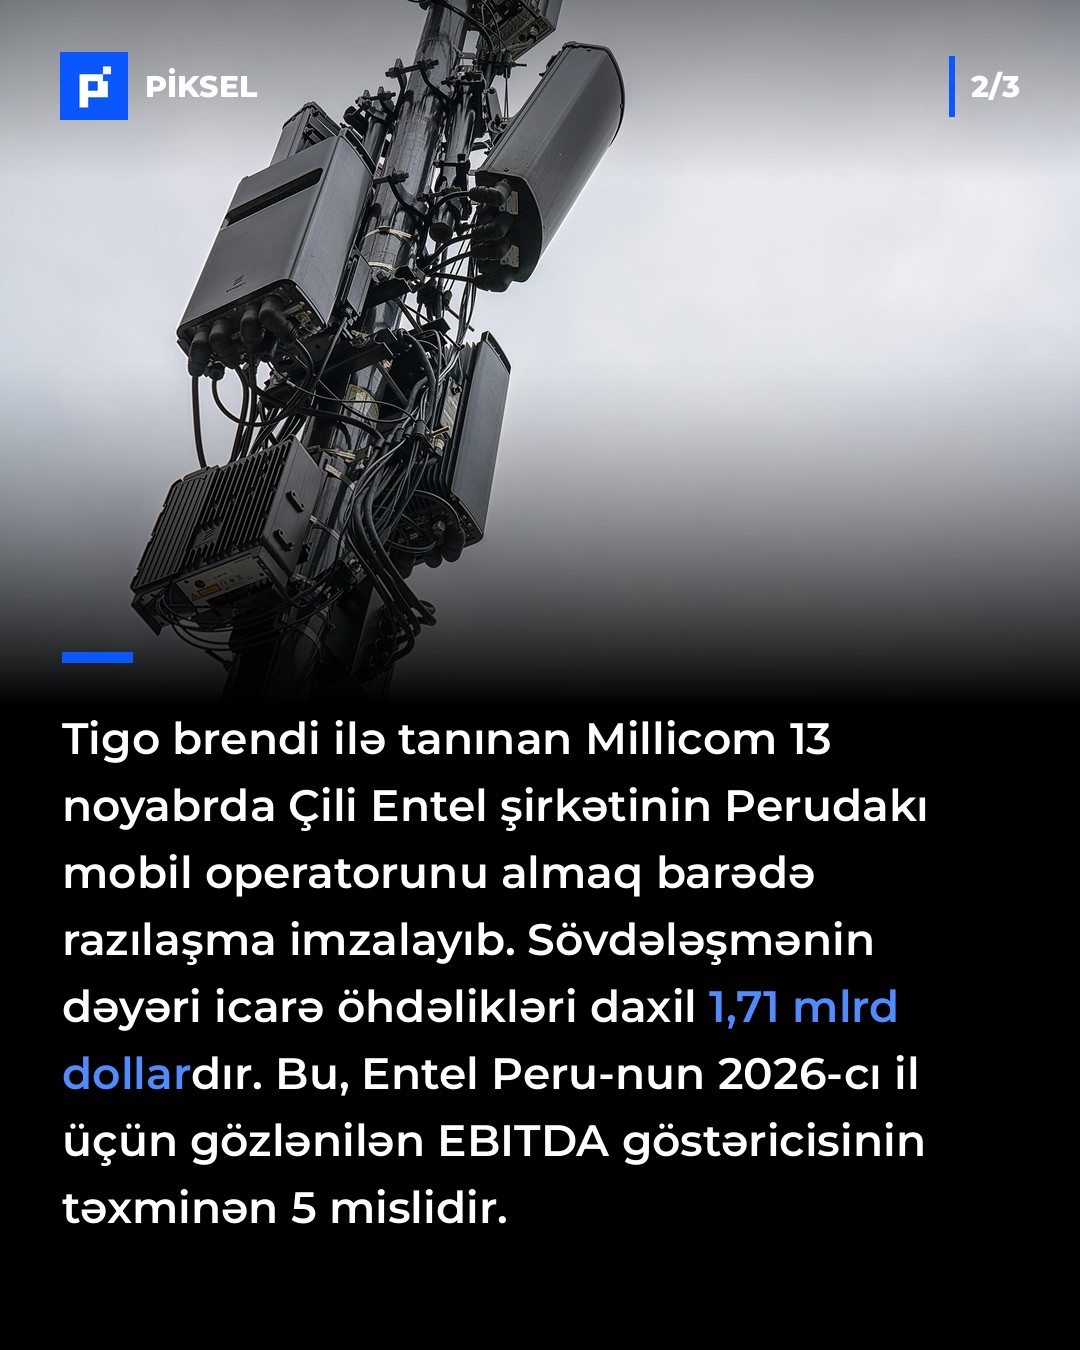 PİKSEL
2/3
Tigo brendi ilə tanınan Millicom 13
noyabrda Çili Entel şirkətinin Perudakı
mobil operatorunu almaq barədə
razılaşma imzalayıb. Sövdələşmənin
dəyəri icarə öhdəlikləri daxil 1,71 mlrd
dollardır. Bu, Entel Peru-nun 2026-cı il
üçün gözlənilən EBITDA göstəricisinin
təxminən 5 mislidir.